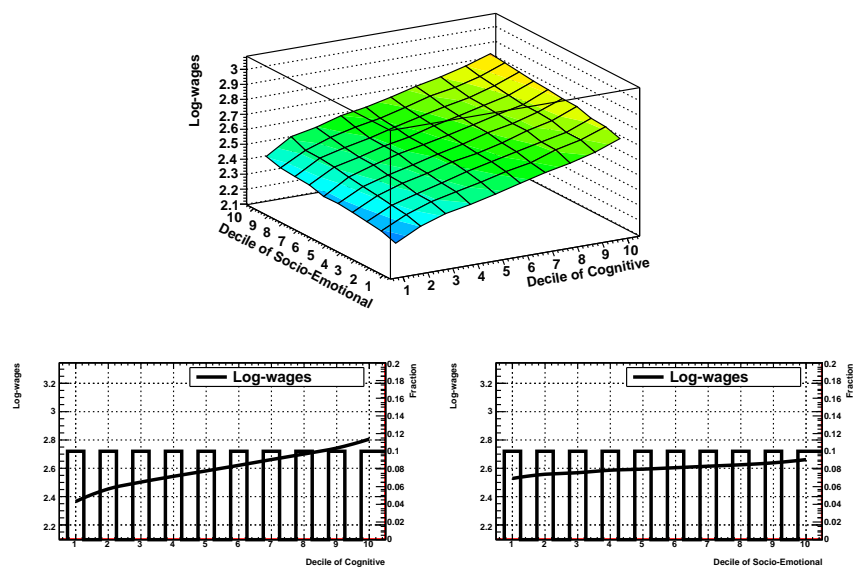 Log-wages
3
2.9
2.8
2.7
2.6
2.5
2.4
2.3
2.2
2.1
10 9 8 7 6 5 4 3 2 1
Decile of Socio-Emotional
1 2 3 4 5 6 7 8 9 10
Decile of Cognitive
Log-wages
3.2
3
2.8
2.6
2.4
2.2
Log-wages
0.2
0.18
0.16
0.14
0.12
0.1
0.08
0.06
0.04
0.02
0
Fraction
1 2 3 4 5 6 7 8 9 10
Decile of Cognitive
Log-wages
3.2
3
2.8
2.6
2.4
2.2
Log-wages
0.2
0.18
0.16
0.14
0.12
0.1
0.08
0.06
0.04
0.02
0
Fraction
1 2 3 4 5 6 7 8 9 10
Decile of Socio-Emotional